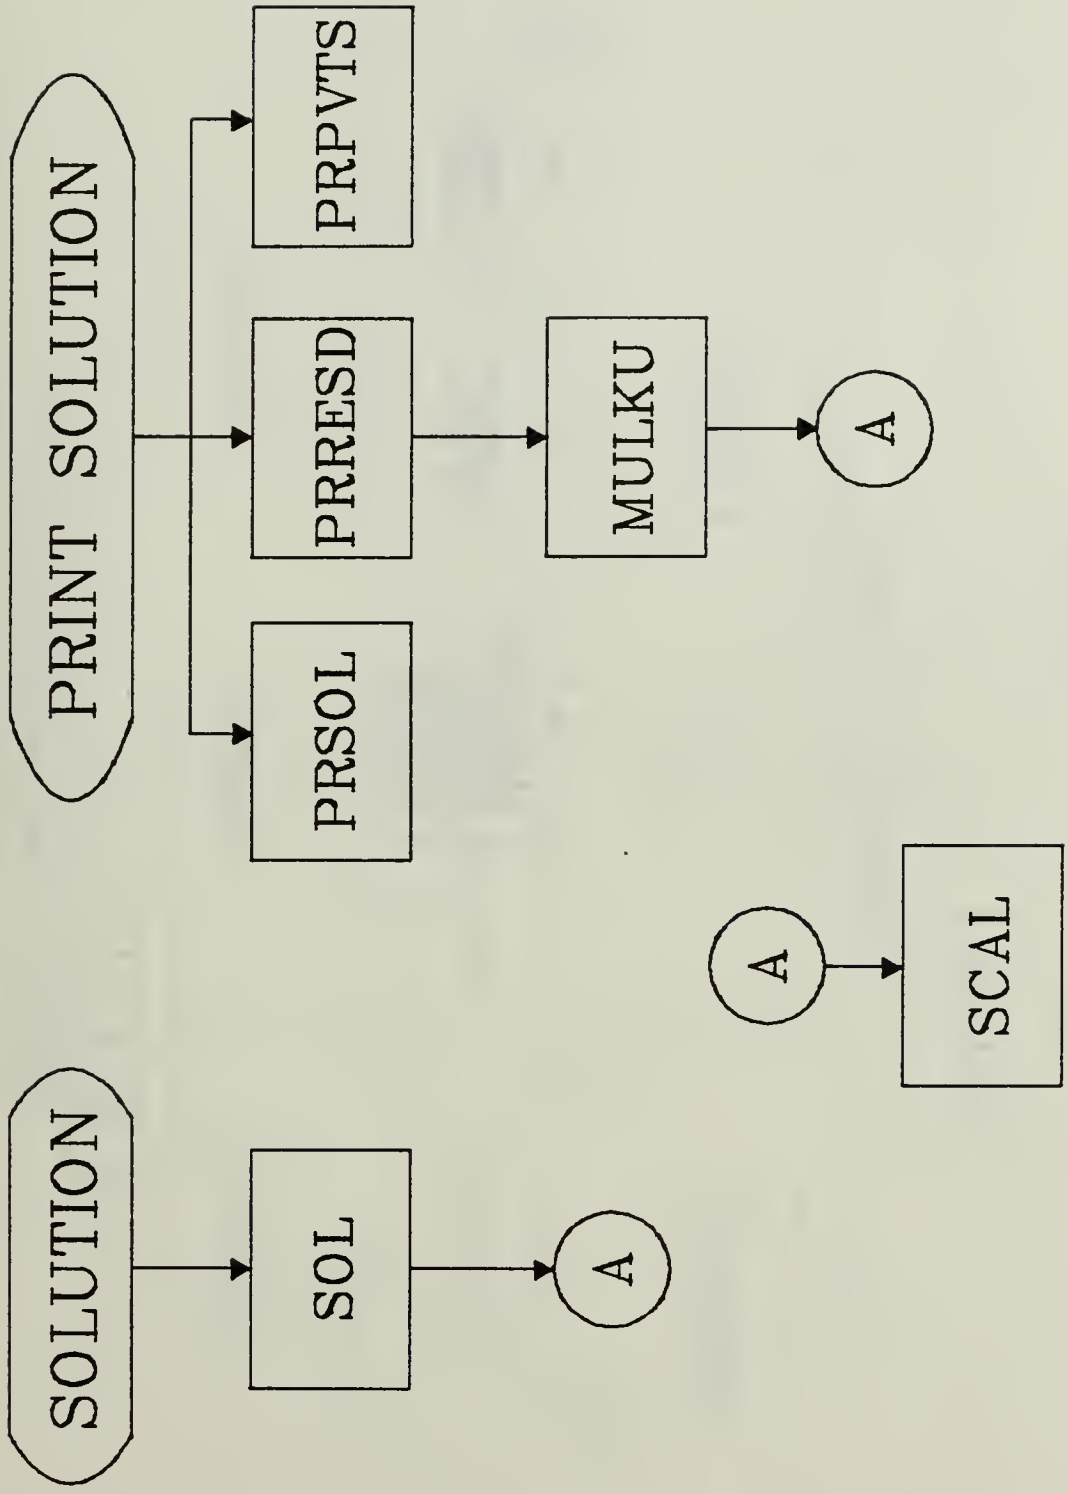 SOLUTION
PRINT SOLUTION
SOL
PRSOL
PRRESD
PRPVTS
A
MULKU
A
A
SCAL